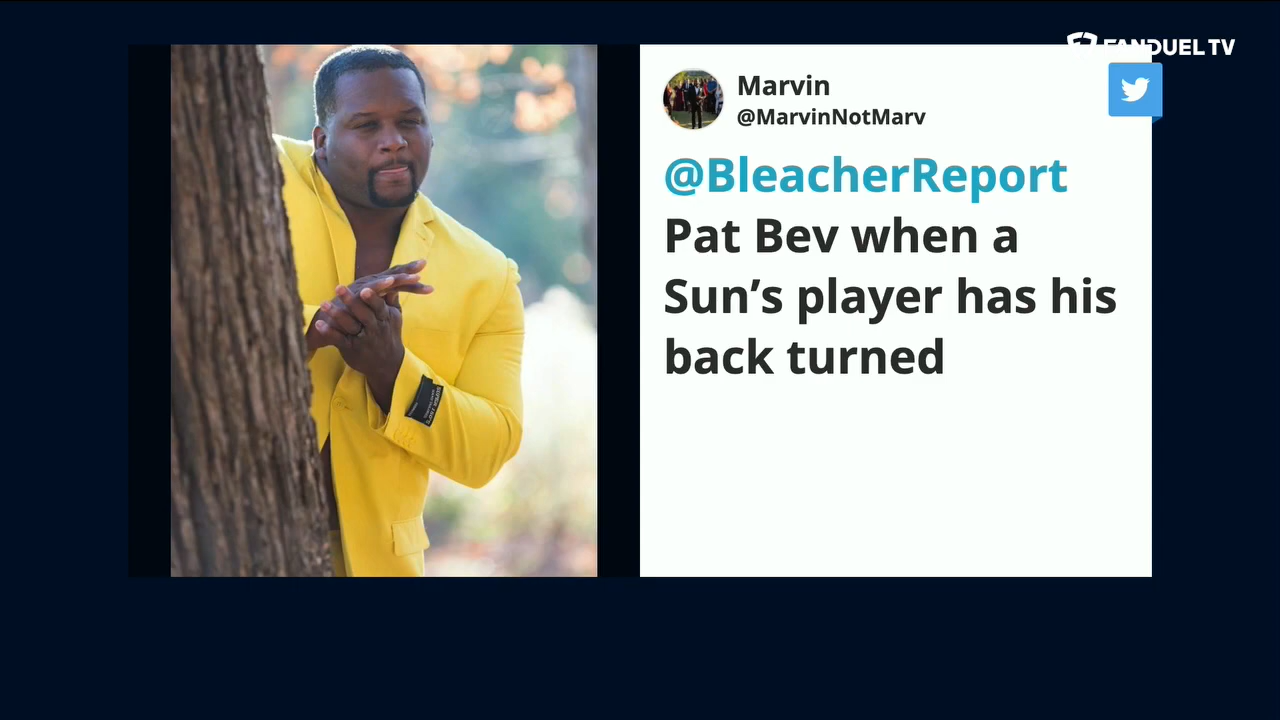 FANDUEL TV
Marvin
@MarvinNotMarv
@BleacherReport
Pat Bev when a
Sun’s player has his
back turned